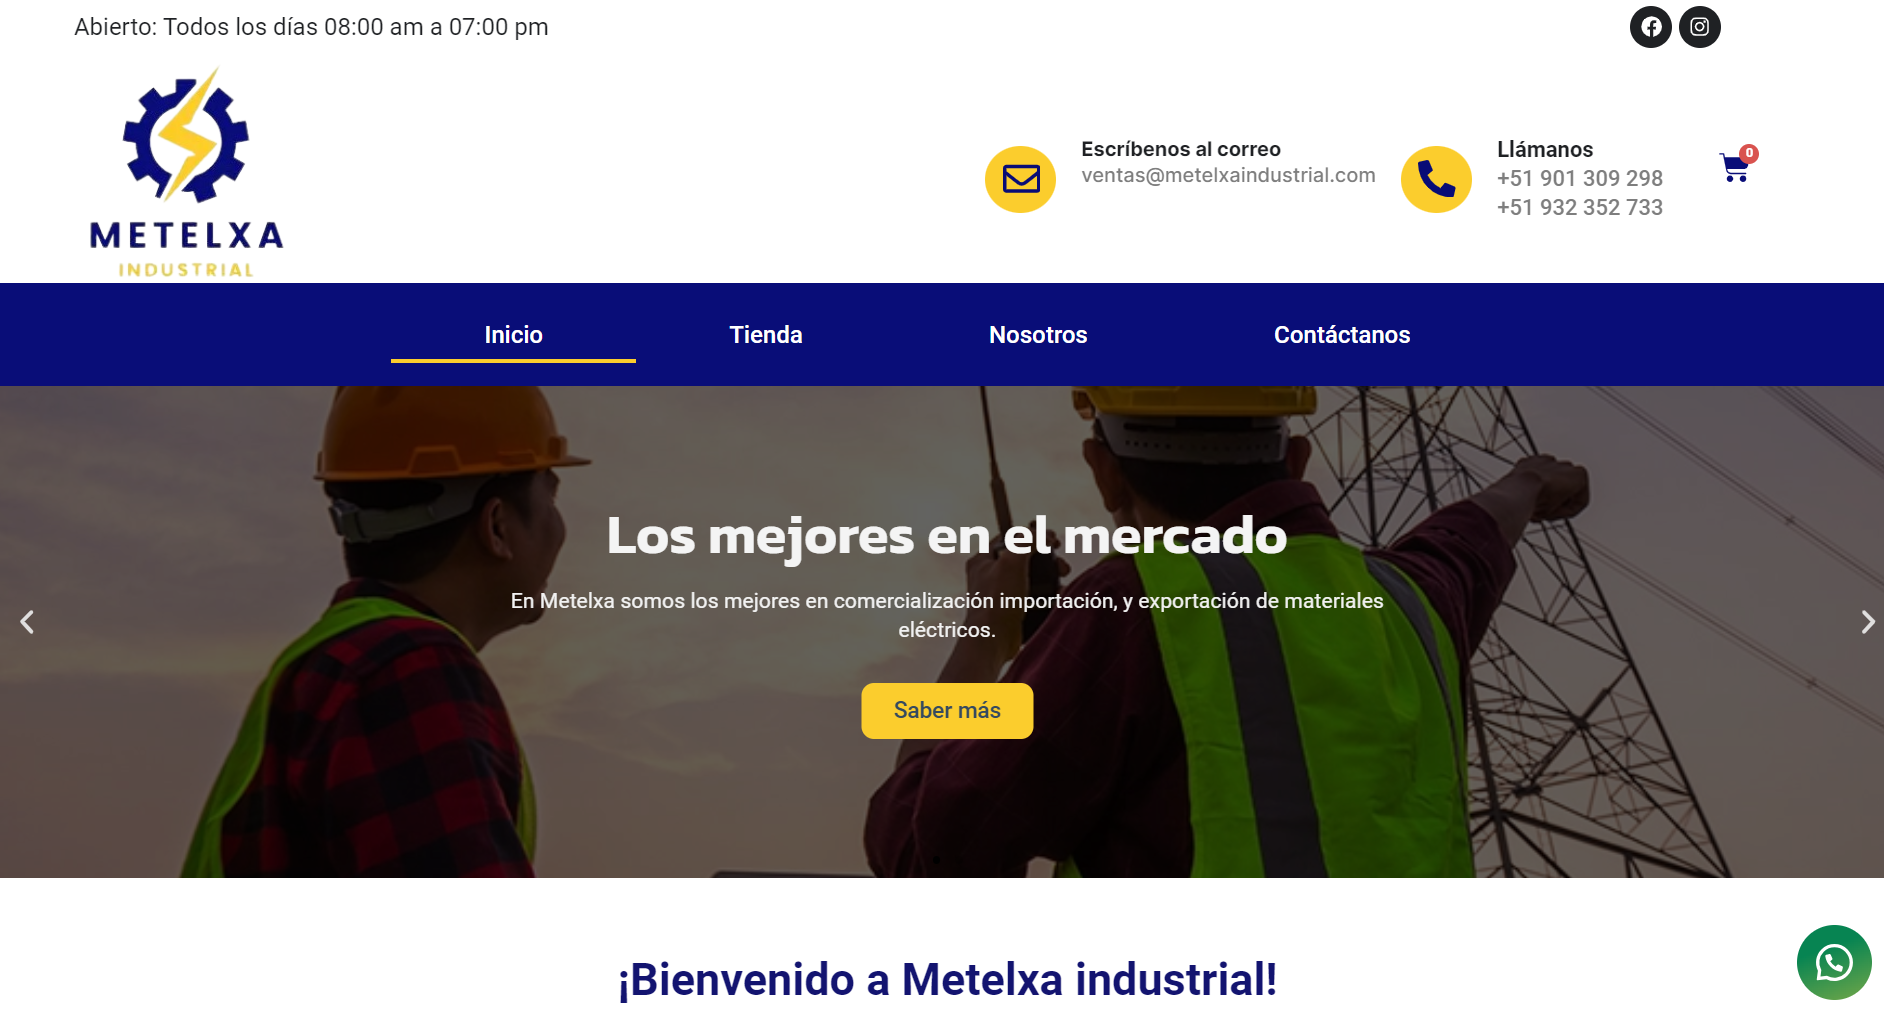 Abierto: Todos los días 08:00 am a 07:00 pm
METELXA
INDUSTRIAL
Escríbenos al correo
ventas@metelxaindustrial.com
Llámanos
+51 901 309 298
+51 932 352 733
0
Inicio
Tienda
Nosotros
Contáctanos
Los mejores en el mercado
En Metelxa somos los mejores en comercialización importación, y exportación de materiales
eléctricos.
Saber más
¡Bienvenido a Metelxa industrial!